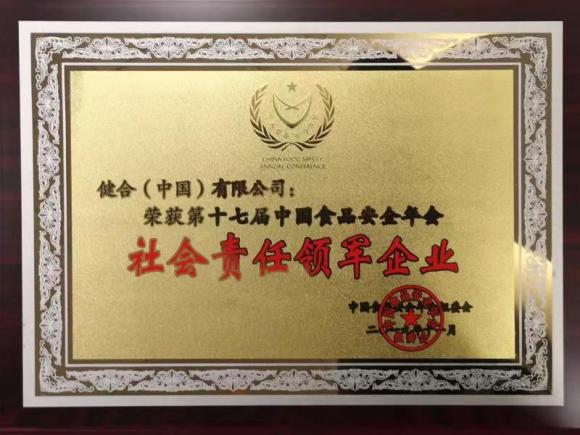 CHINA FOOD SAFETY
ANNUAL CONFERENCE
健合（中国）有限公司：
荣获第十七届中国食品安全年会
社会责任领军企业